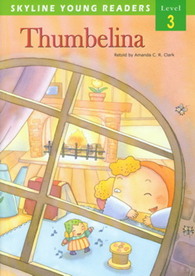 SKYLINE YOUNG READERS
Level
3
Thumbelina
Retold by Amanda C. R. Clark